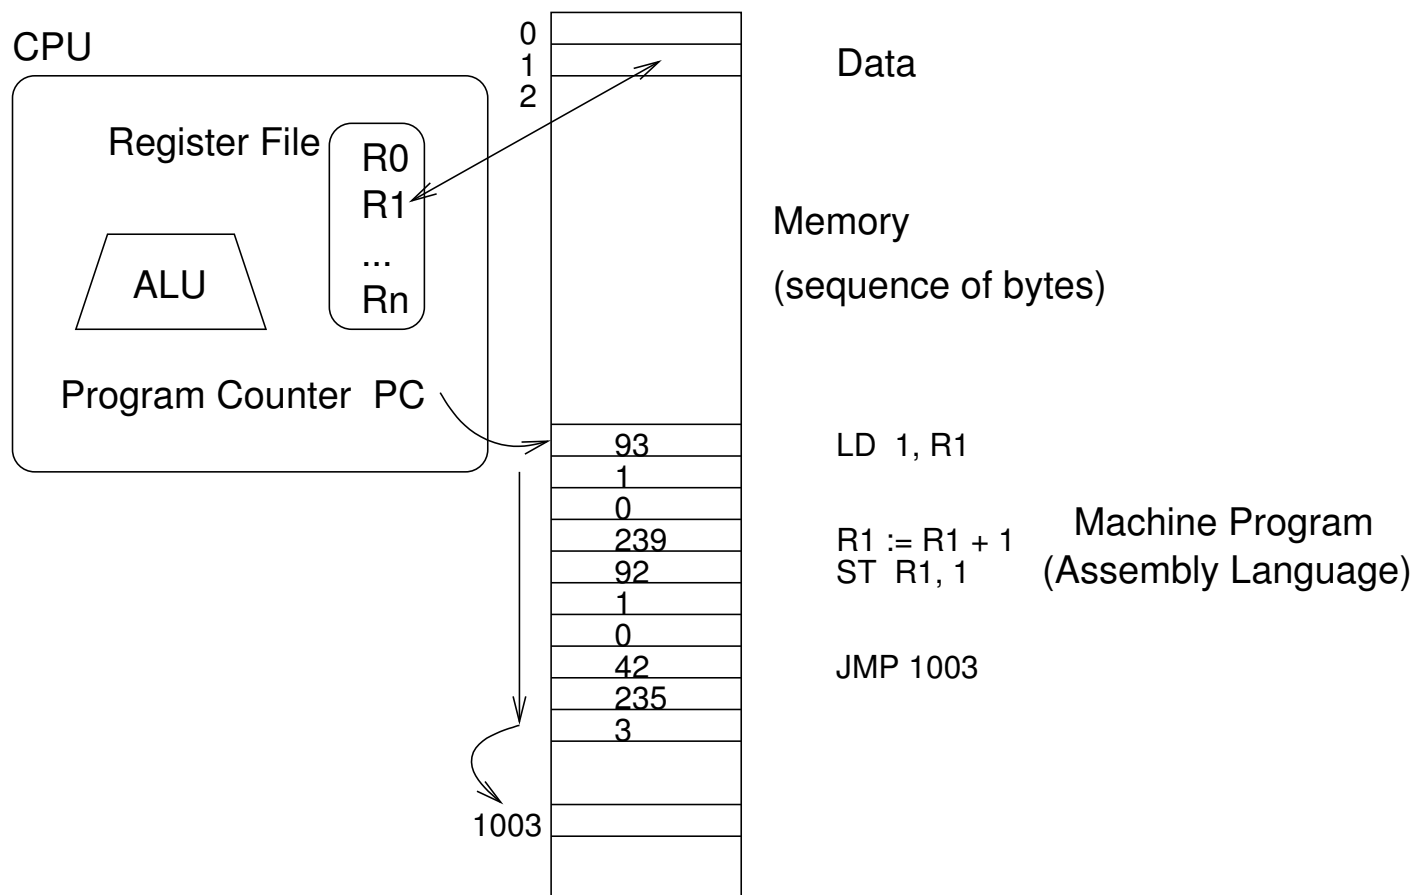 CPU
Register File
R0
R1
...
Rn
ALU
Program Counter PC
0
1
2
Data
Memory
(sequence of bytes)
93
LD 1, R1
1
0
239
R1 := R1 + 1
92
ST R1, 1
Machine Program
(Assembly Language)
1
0
42
JMP 1003
235
3
1003